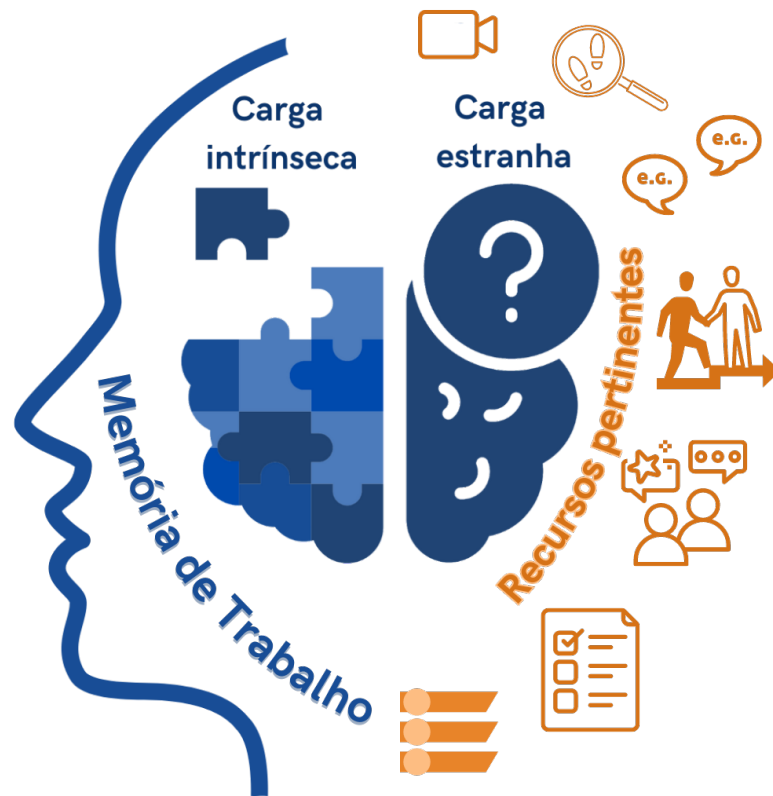 Carga
intrínseca
Carga
estranha
e.G.
e.G.
Recursos pertinentes
Memória de Trabalho